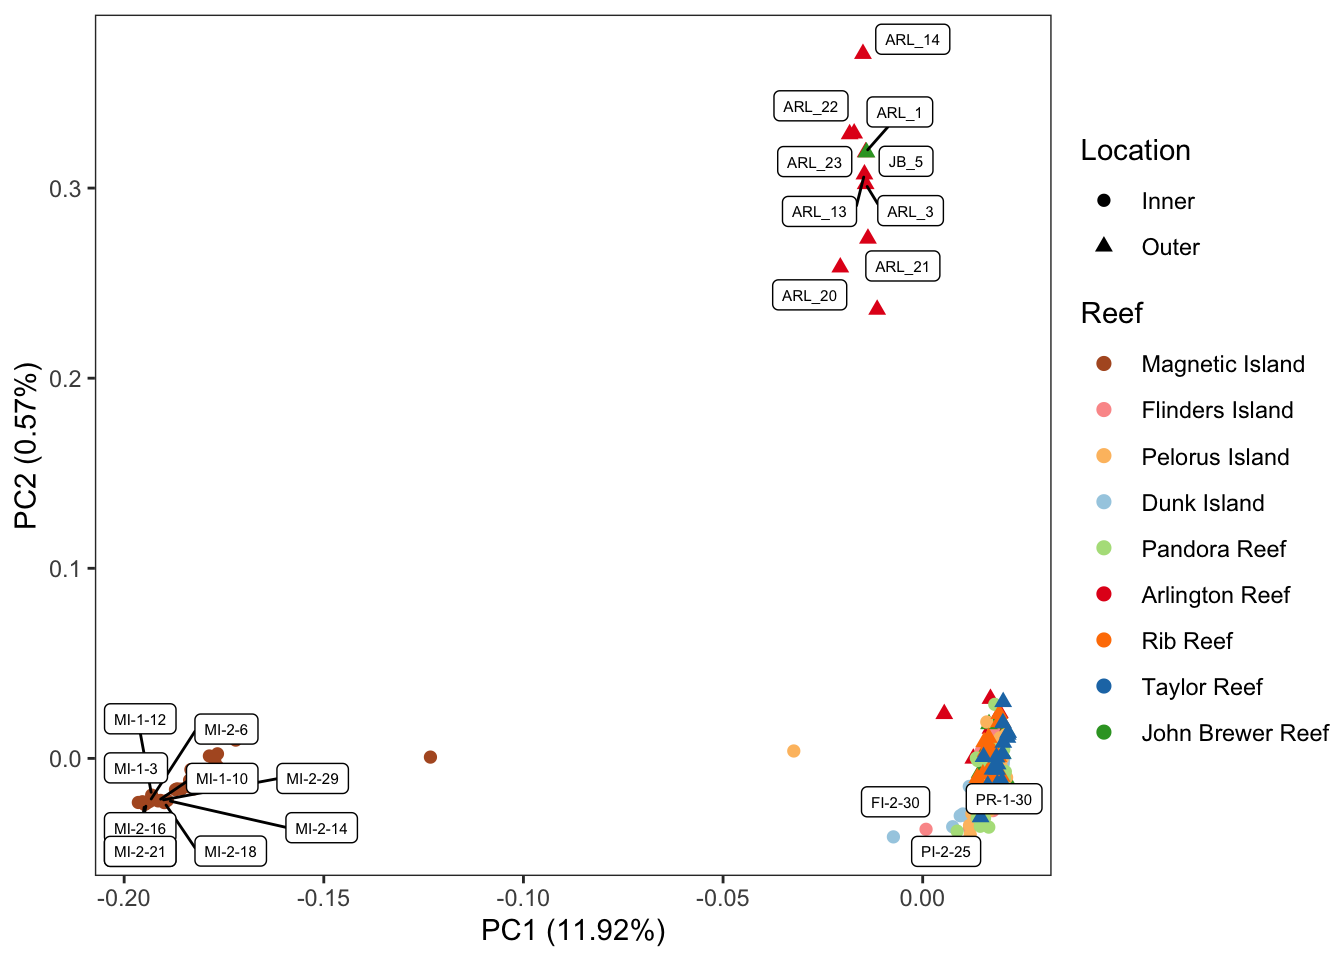 ARL_14
ARL_22
ARL_1
ARL_23
JB_5
ARL_13
ARL_3
ARL_21
ARL_20
0.3
0.2
0.1
0.0
PC2 (0.57%)
MI-1-12
MI-2-6
MI-1-3
MI-1-10
MI-2-29
MI-2-16
MI-2-14
MI-2-21
MI-2-18
FI-2-30
PR-1-30
PI-2-25
-0.20
-0.15
-0.10
-0.05
0.00
PC1 (11.92%)
Location
Inner
Outer
Reef
Magnetic Island
Flinders Island
Pelorus Island
Dunk Island
Pandora Reef
Arlington Reef
Rib Reef
Taylor Reef
John Brewer Reef